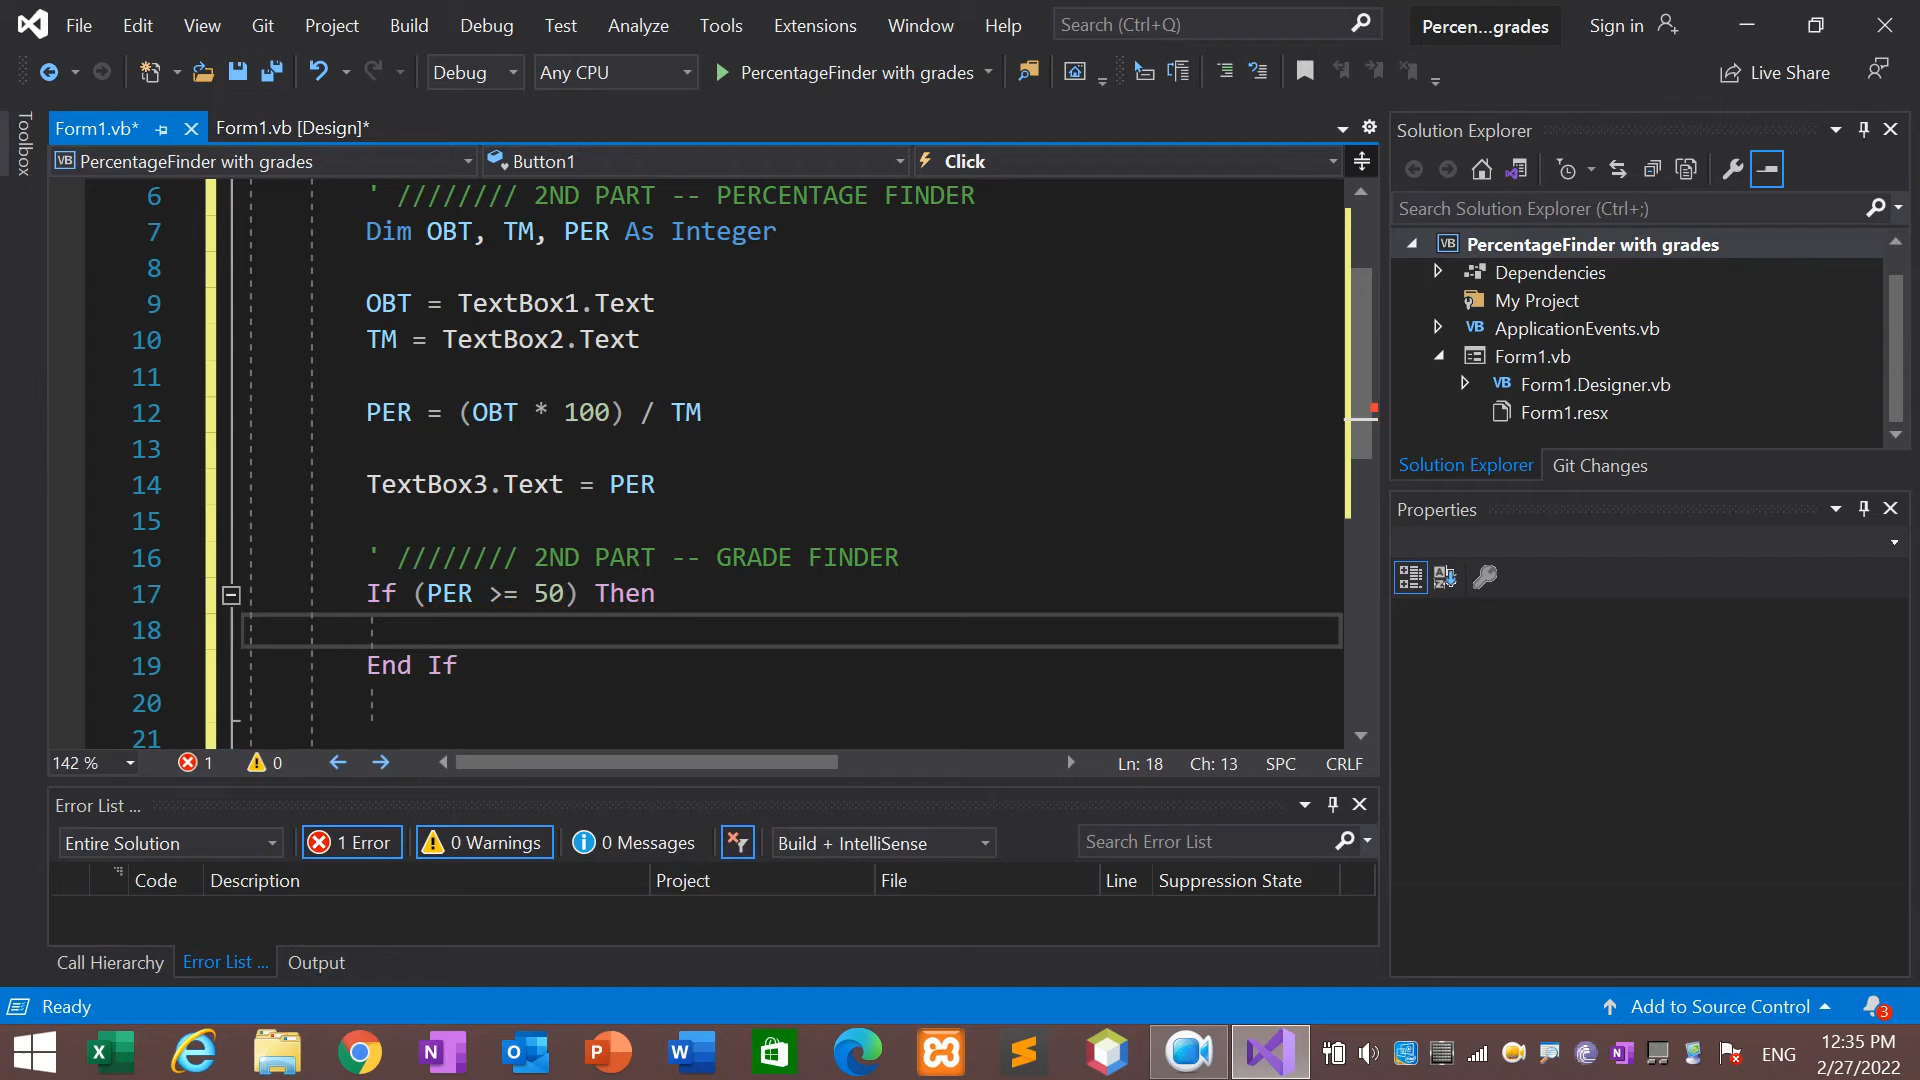 File Edit View Git Project Build Debug Test Analyze Tools Extensions Window Help Search (Ctrl+Q) Percen...grades Sign in
Debug Any CPU PercentageFinder with grades Live Share
Toolbox
Form1.vb* Form1.vb [Design]*
VB PercentageFinder with grades Button1 Click
6 ' //////// 2ND PART -- PERCENTAGE FINDER
7 Dim OBT, TM, PER As Integer
8
9 OBT = TextBox1.Text
10 TM = TextBox2.Text
11
12 PER = (OBT * 100) / TM
13
14 TextBox3.Text = PER
15
16 ' //////// 2ND PART -- GRADE FINDER
17 If (PER >= 50) Then
18
19 End If
20
21
142 % 1 0 Ln: 18 Ch: 13 SPC CRLF
Error List ...
Entire Solution 1 Error 0 Warnings 0 Messages Build + IntelliSense Search Error List
Code Description Project File Line Suppression State
Call Hierarchy Error List ... Output
Solution Explorer
Search Solution Explorer (Ctrl+;)
VB PercentageFinder with grades
Dependencies
My Project
VB ApplicationEvents.vb
Form1.vb
VB Form1.Designer.vb
Form1.resx
Solution Explorer Git Changes
Properties
Ready Add to Source Control 3
ENG 12:35 PM
2/27/2022